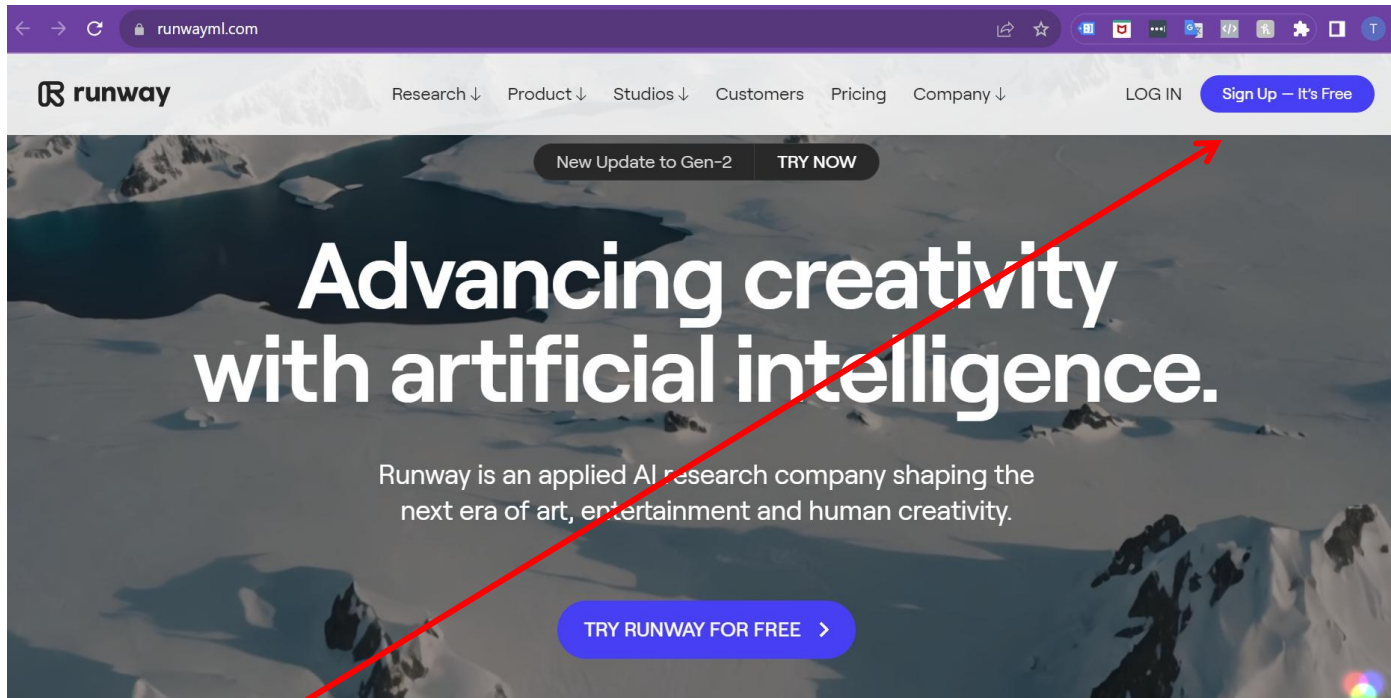 runwayml.com
T
runway
Research ↓ Product ↓ Studios ↓ Customers Pricing Company ↓ LOG IN Sign Up — It's Free
New Update to Gen-2 TRY NOW
Advancing creativity
with artificial intelligence.
Runway is an applied AI research company shaping the
next era of art, entertainment and human creativity.
TRY RUNWAY FOR FREE >